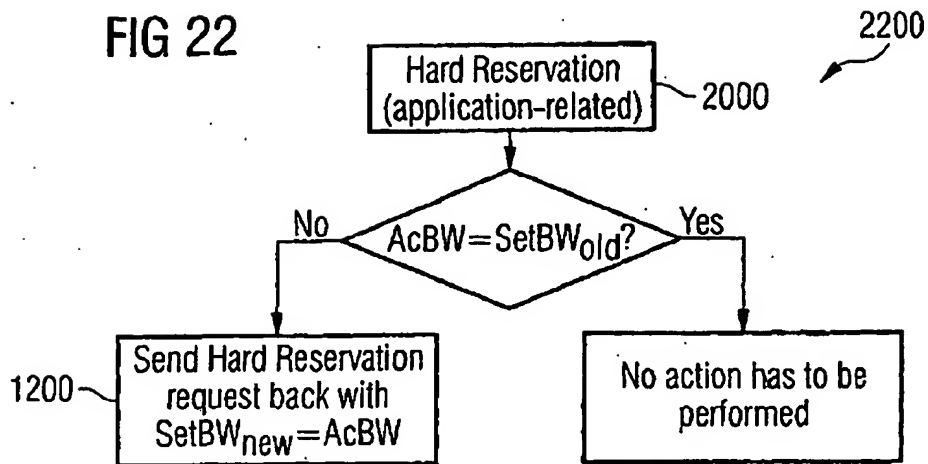 FIG 22
2200
Hard Reservation
(application-related)
2000
No
AcBW=SetBWold?
Yes
1200
Send Hard Reservation
request back with
SetBWnew=AcBW
No action has to be
performed